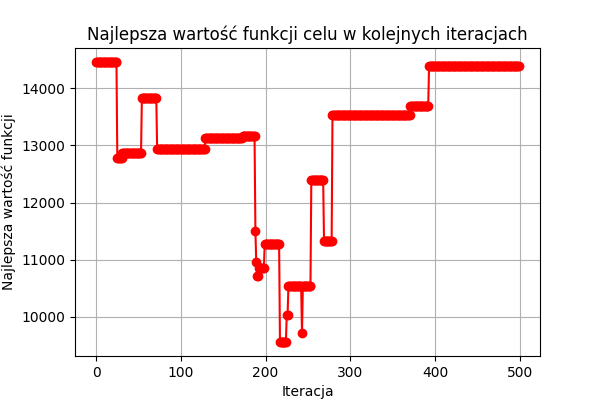 Najlepsza wartość funkcji celu w kolejnych iteracjach
Najlepsza wartość funkcji
14000
13000
12000
11000
10000
0 100 200 300 400 500
Iteracja